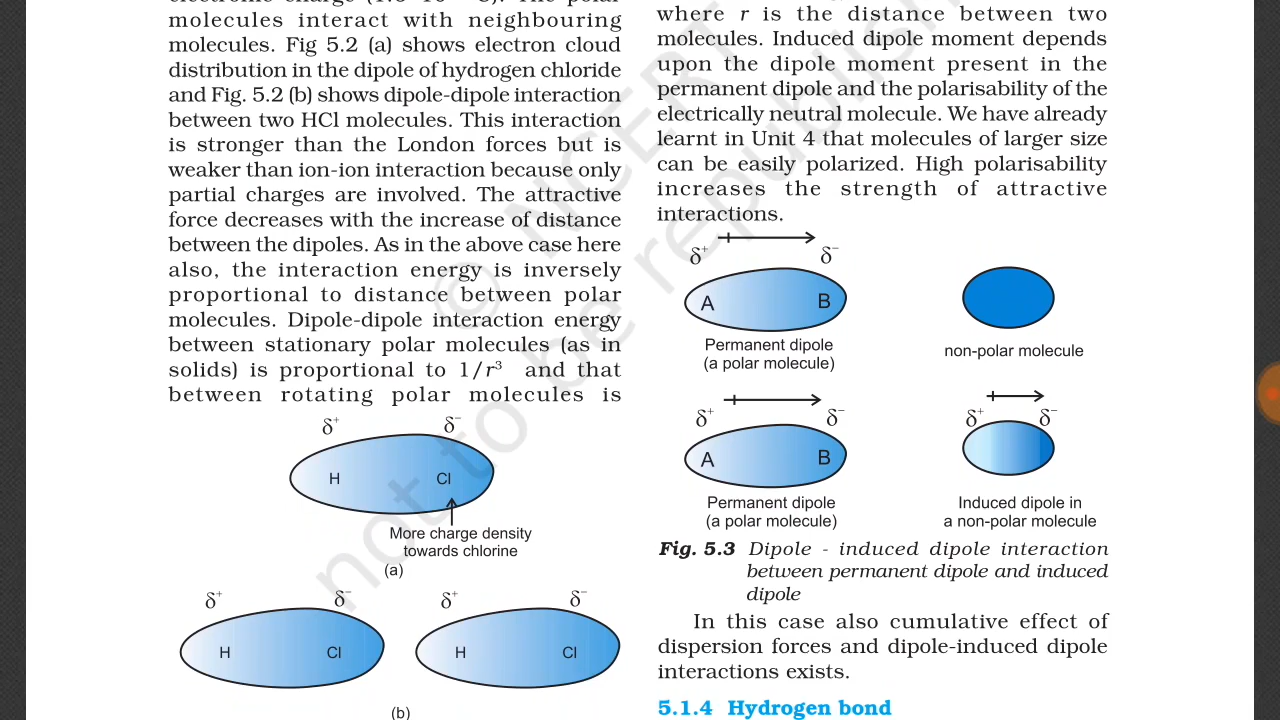 molecules interact with neighbouring
molecules. Fig 5.2 (a) shows electron cloud
distribution in the dipole of hydrogen chloride
and Fig. 5.2 (b) shows dipole-dipole interaction
between two HCl molecules. This interaction
is stronger than the London forces but is
weaker than ion-ion interaction because only
partial charges are involved. The attractive
force decreases with the increase of distance
between the dipoles. As in the above case here
also, the interaction energy is inversely
proportional to distance between polar
molecules. Dipole-dipole interaction energy
between stationary polar molecules (as in
solids) is proportional to 1/r³ and that
between rotating polar molecules is
δ⁺ δ⁻
H Cl
More charge density
towards chlorine
(a)
δ⁺ δ⁻ δ⁺ δ⁻
H Cl H Cl
(b)
where r is the distance between two
molecules. Induced dipole moment depends
upon the dipole moment present in the
permanent dipole and the polarisability of the
electrically neutral molecule. We have already
learnt in Unit 4 that molecules of larger size
can be easily polarized. High polarisability
increases the strength of attractive
interactions.
δ⁺ δ⁻
A B
Permanent dipole
(a polar molecule)
non-polar molecule
δ⁺ δ⁻ δ⁺ δ⁻
A B
Permanent dipole
(a polar molecule)
Induced dipole in
a non-polar molecule
Fig. 5.3 Dipole - induced dipole interaction
between permanent dipole and induced
dipole
In this case also cumulative effect of
dispersion forces and dipole-induced dipole
interactions exists.
5.1.4 Hydrogen bond
© NCERT
not to be republish